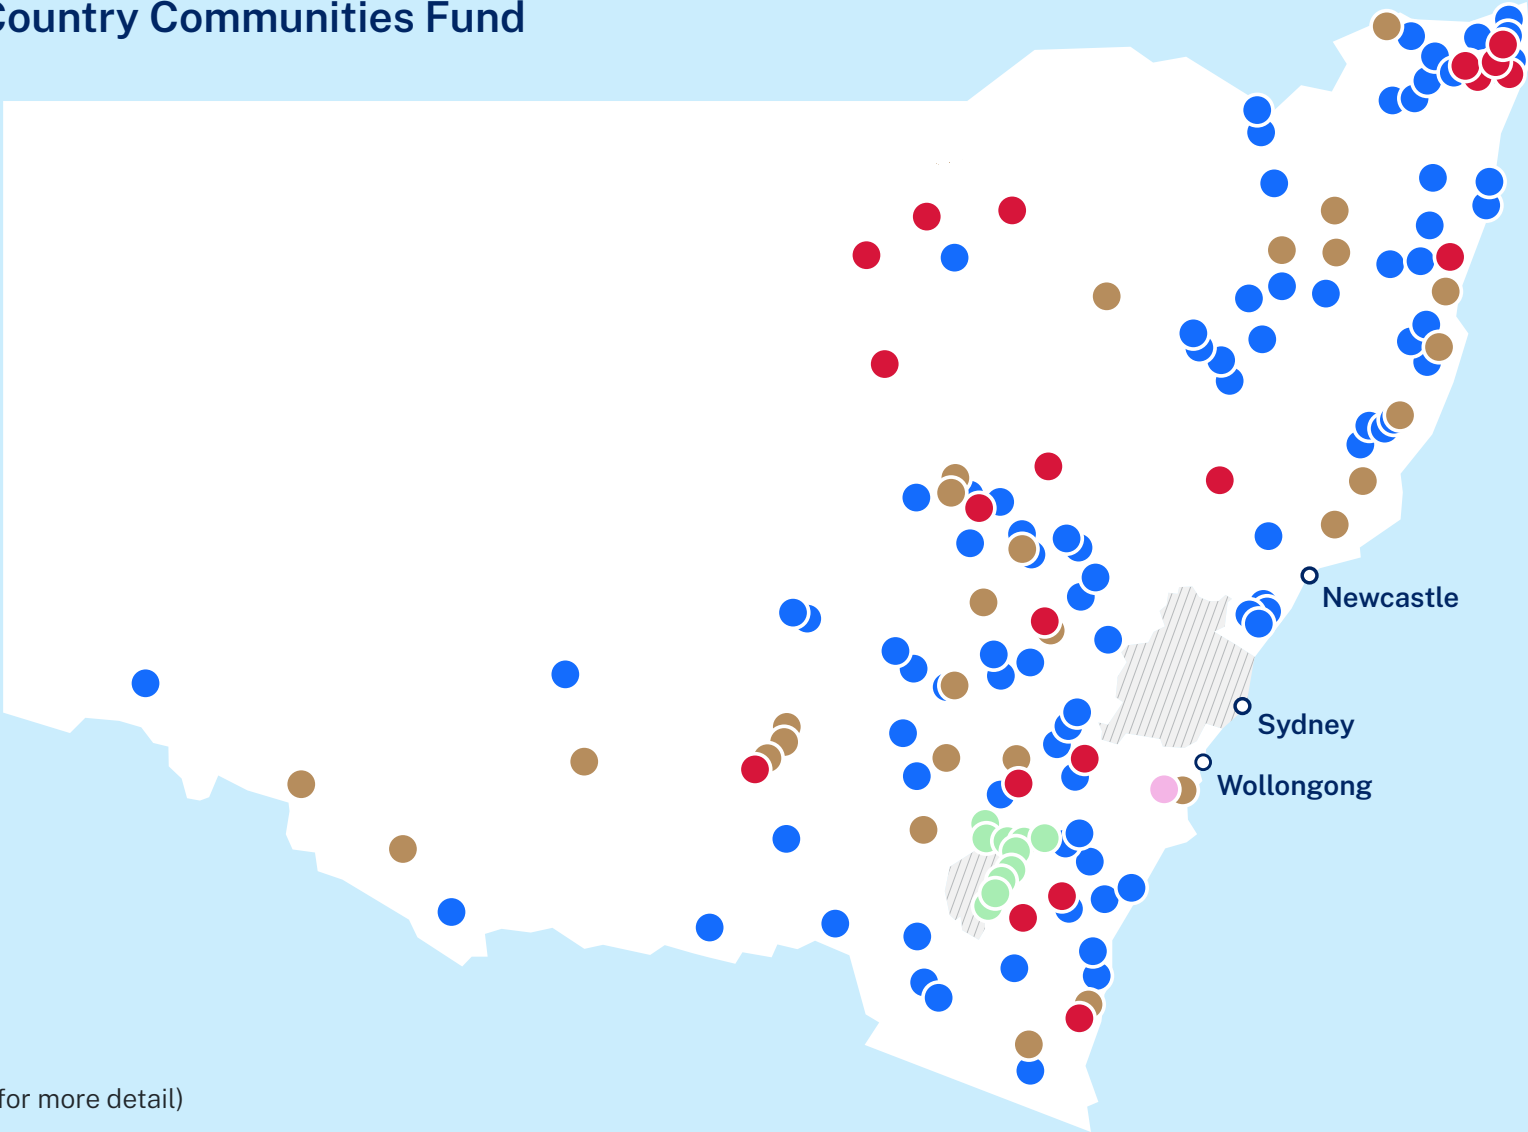 Country Communities Fund
Newcastle
Sydney
Wollongong
for more detail)